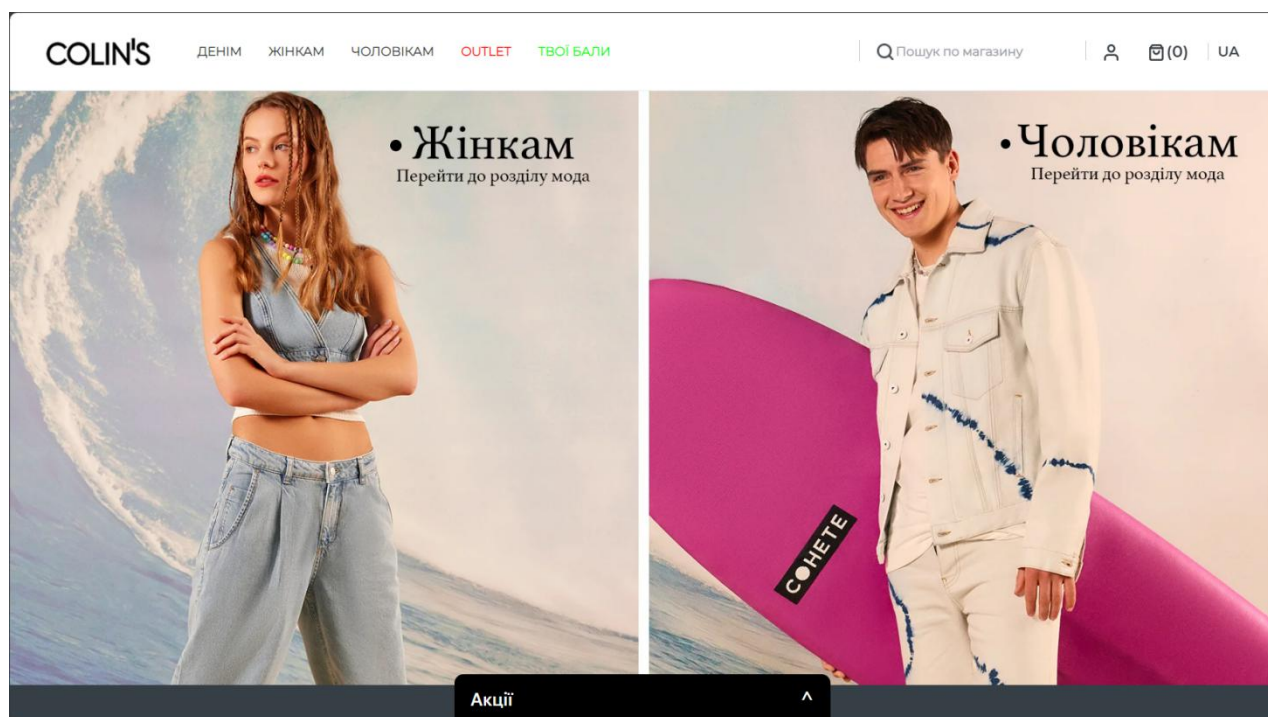 COLIN'S
ДЕНІМ ЖІНКАМ ЧОЛОВІКАМ OUTLET ТВОЇ БАЛИ
Пошук по магазину
(0)
UA
• Жінкам
Перейти до розділу мода
• Чоловікам
Перейти до розділу мода
COHETE
Акції ^